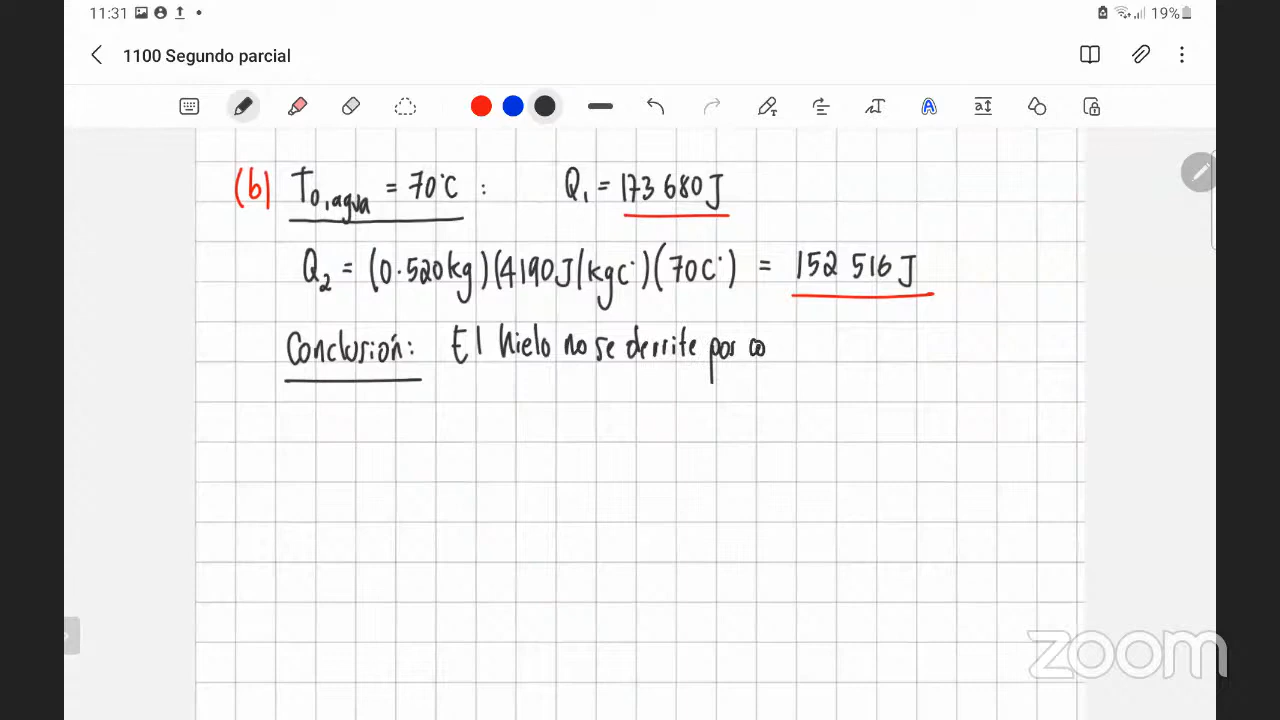 11:31
19%
1100 Segundo parcial
(b) T₀,agua = 70°C : Q₁ = 173 680 J
Q₂ = (0.520kg)(4190J/(kgC°)(70C°) = 152 516 J
Conclusión: El hielo no se derrite por co
zoom